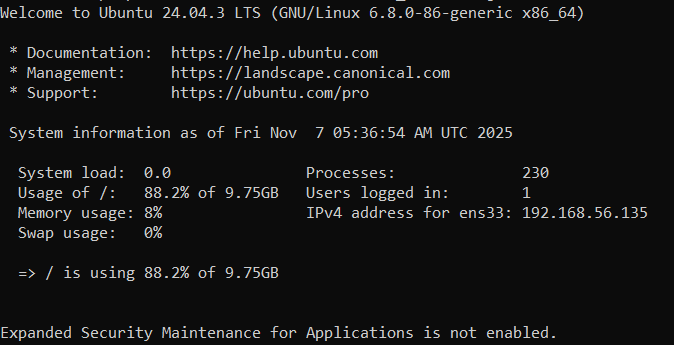 Welcome to Ubuntu 24.04.3 LTS (GNU/Linux 6.8.0-86-generic x86_64)
* Documentation:  https://help.ubuntu.com
* Management:     https://landscape.canonical.com
* Support:        https://ubuntu.com/pro
System information as of Fri Nov  7 05:36:54 AM UTC 2025
System load:  0.0                Processes:              230
Usage of /:   88.2% of 9.75GB   Users logged in:        1
Memory usage: 8%                IPv4 address for ens33: 192.168.56.135
Swap usage:   0%
=> / is using 88.2% of 9.75GB
Expanded Security Maintenance for Applications is not enabled.